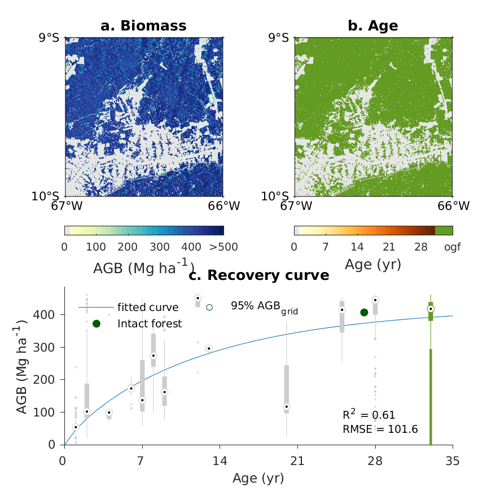 a. Biomass
b. Age
9°S
10°S
67°W 66°W
9°S
10°S
67°W 66°W
0 100 200 300 400 >500
AGB (Mg ha⁻¹)
0 7 14 21 28 ogf
Age (yr)
c. Recovery curve
fitted curve
95% AGB_grid
Intact forest
AGB (Mg ha⁻¹)
400
300
200
100
0
R² = 0.61
RMSE = 101.6
0 7 14 21 28 35
Age (yr)